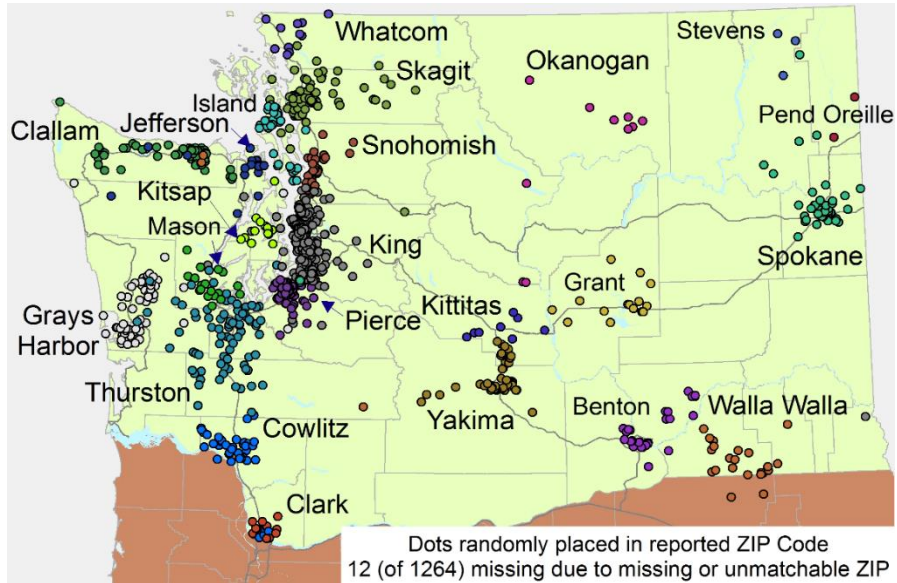 Whatcom
Stevens
Skagit
Okanogan
Island
Jefferson
Pend Oreille
Clallam
Snohomish
Kitsap
Mason
King
Spokane
Grant
Kittitas
Grays
Harbor
Pierce
Thurston
Yakima
Benton
Walla Walla
Cowlitz
Clark
Dots randomly placed in reported ZIP Code
12 (of 1264) missing due to missing or unmatchable ZIP